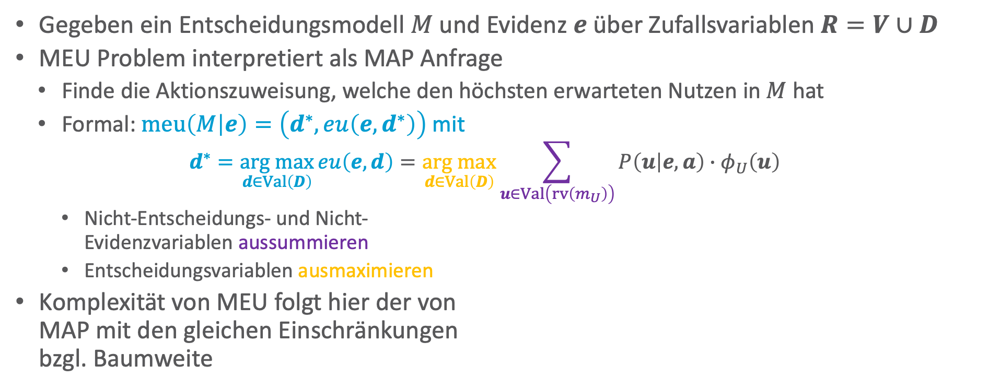 • Gegeben ein Entscheidungsmodell M und Evidenz e über Zufallsvariablen R = V ∪ D
• MEU Problem interpretiert als MAP Anfrage
• Finde die Aktionszuweisung, welche den höchsten erwarteten Nutzen in M hat
• Formal: meu(M|e) = (d*, eu(e, d*)) mit
d* = arg max eu(e, d) = arg max ∑ P(u|e, a) · ϕ_U(u)
d∈Val(D) d∈Val(D) u∈Val(rv(m_U))
• Nicht-Entscheidungs- und Nicht-
Evidenzvariablen aussummieren
• Entscheidungsvariablen ausmaximieren
• Komplexität von MEU folgt hier der von
MAP mit den gleichen Einschränkungen
bzgl. Baumweite